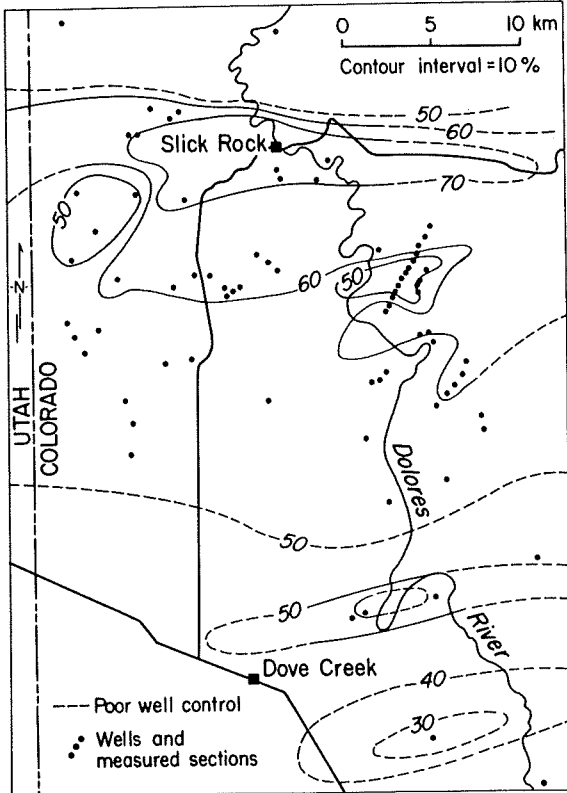 0 5 10 km
Contour interval=10%
50
60
Slick Rock
70
50
50
60
N
UTAH
COLORADO
Dolores
50
50
River
Dove Creek
40
Poor well control
30
Wells and
measured sections